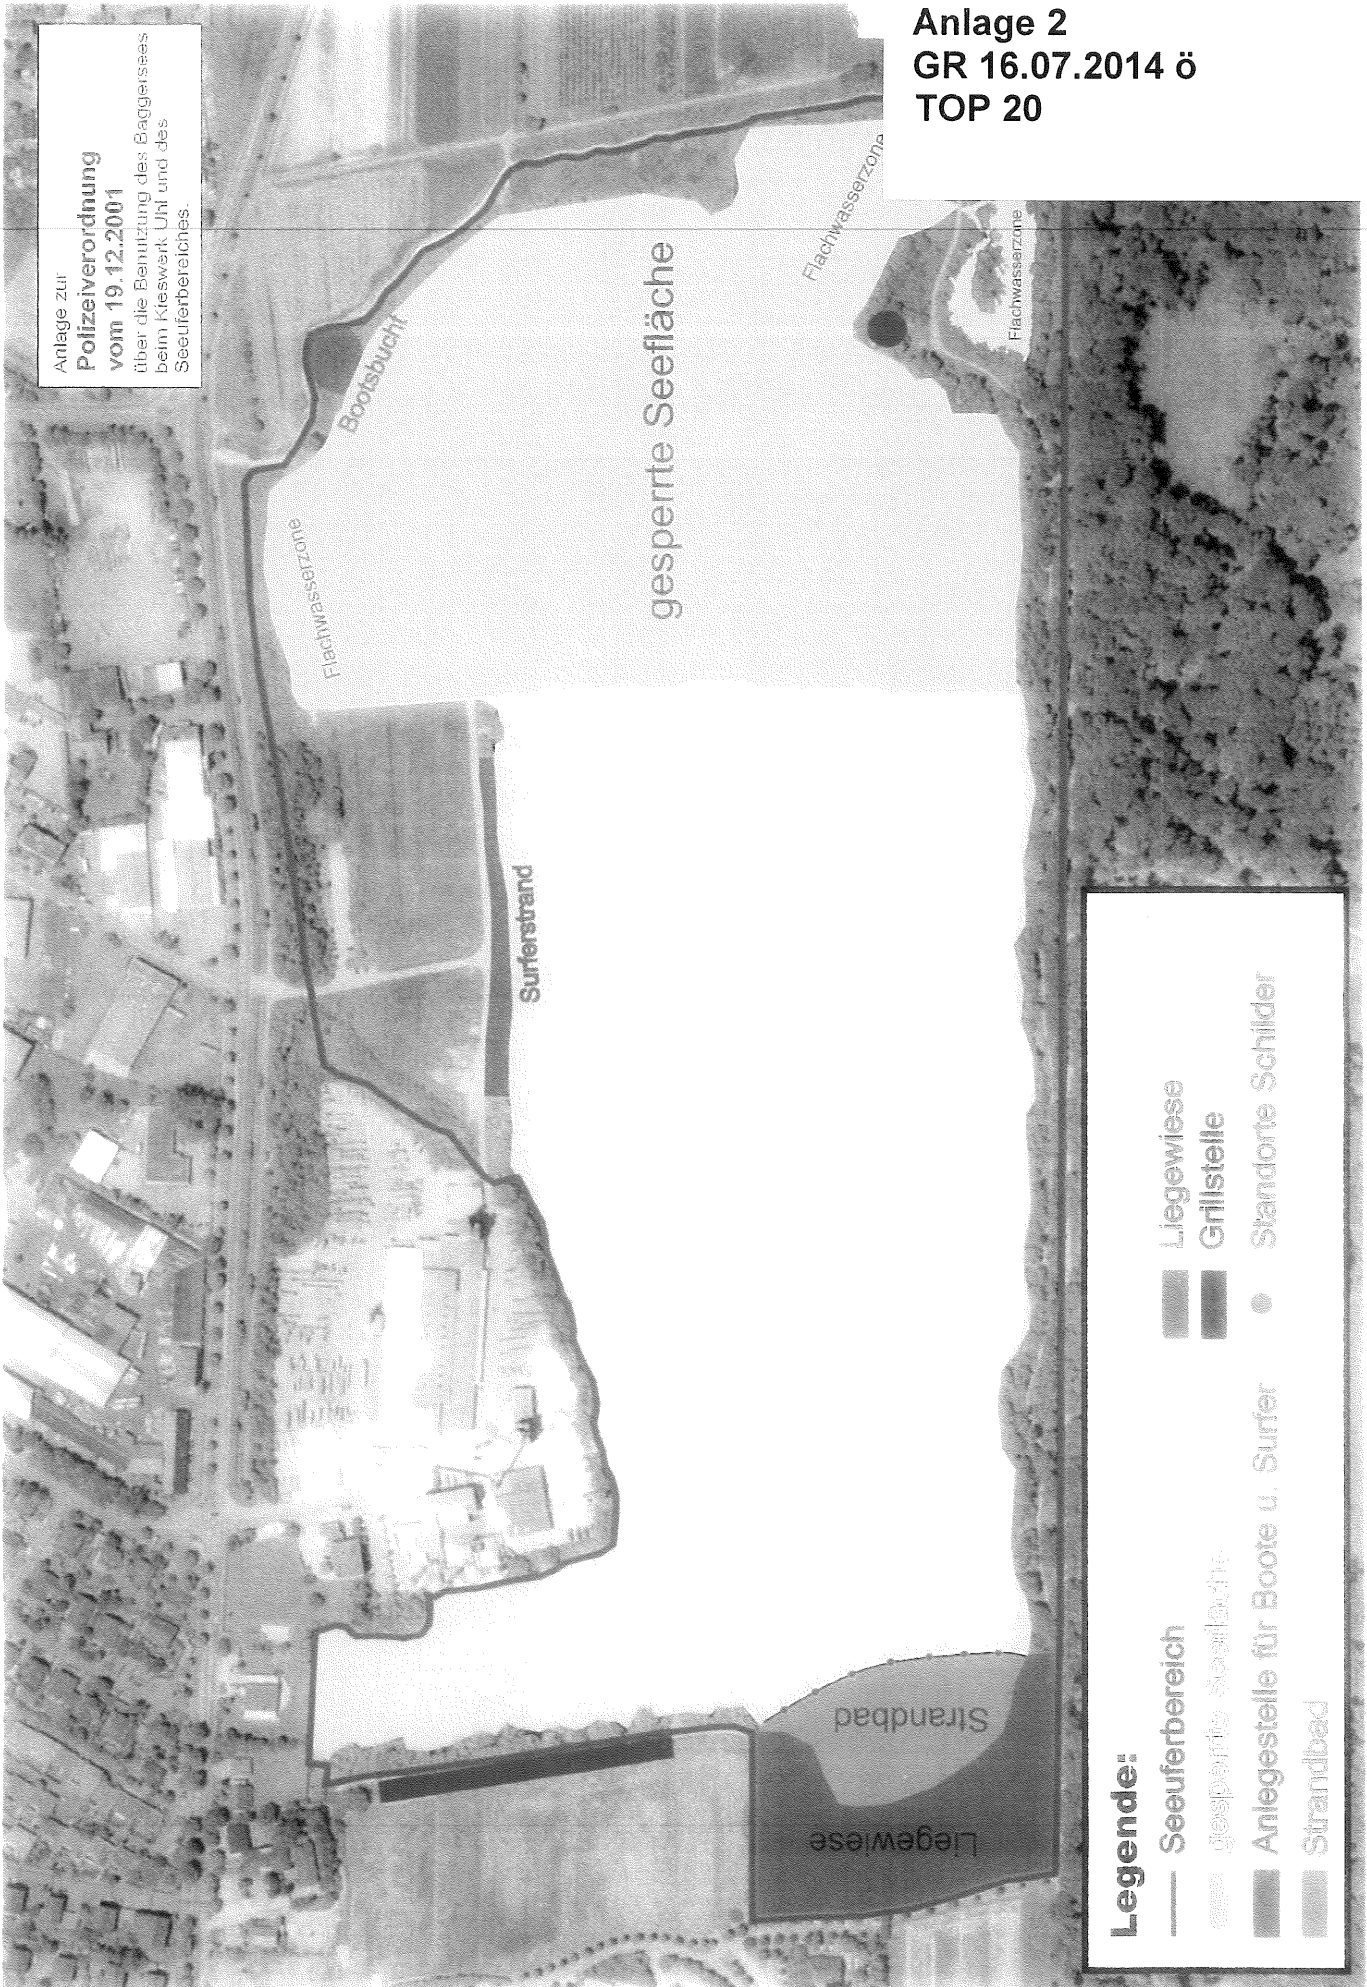 Anlage 2
GR 16.07.2014 ö
TOP 20
Anlage zur
Polizeiverordnung
vom 19.12.2001
über die Benutzung des Baggersees
beim Kieswerk Uhl und des
Seeuferbereiches.
Flachwasserzone
Flachwasserzone
Bootsbucht
gesperrte Seefläche
Flachwasserzone
Surferstrand
Strandbad
Liegewiese
Legende:
Seeuferbereich
gesperrte Seefläche
Anlegestelle für Boote u. Surfer
Strandbad
Liegewiese
Grillstelle
Standorte Schilder